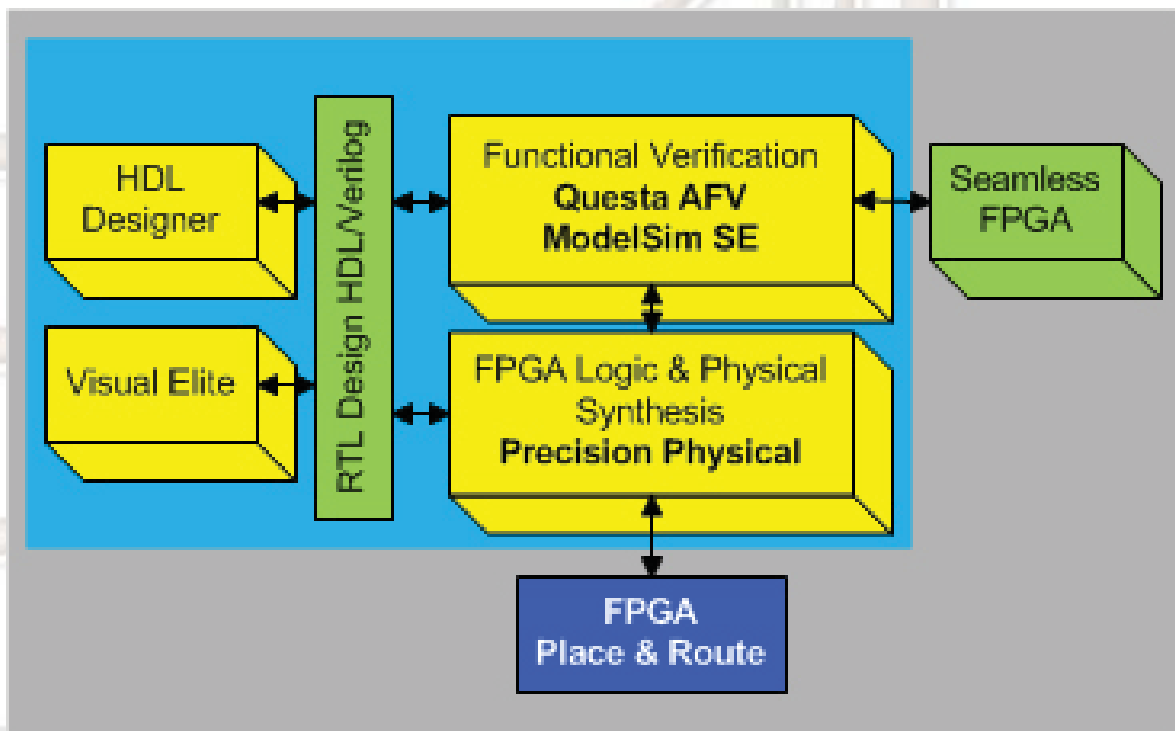 HDL
Designer
Visual Elite
RTL Design HDL/Verilog
Functional Verification
Questa AFV
ModelSim SE
FPGA Logic & Physical
Synthesis
Precision Physical
Seamless
FPGA
FPGA
Place & Route